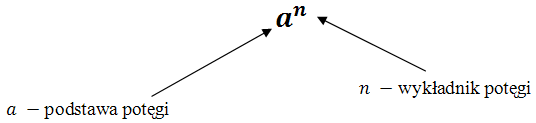 aⁿ
n – wykładnik potęgi
a – podstawa potęgi